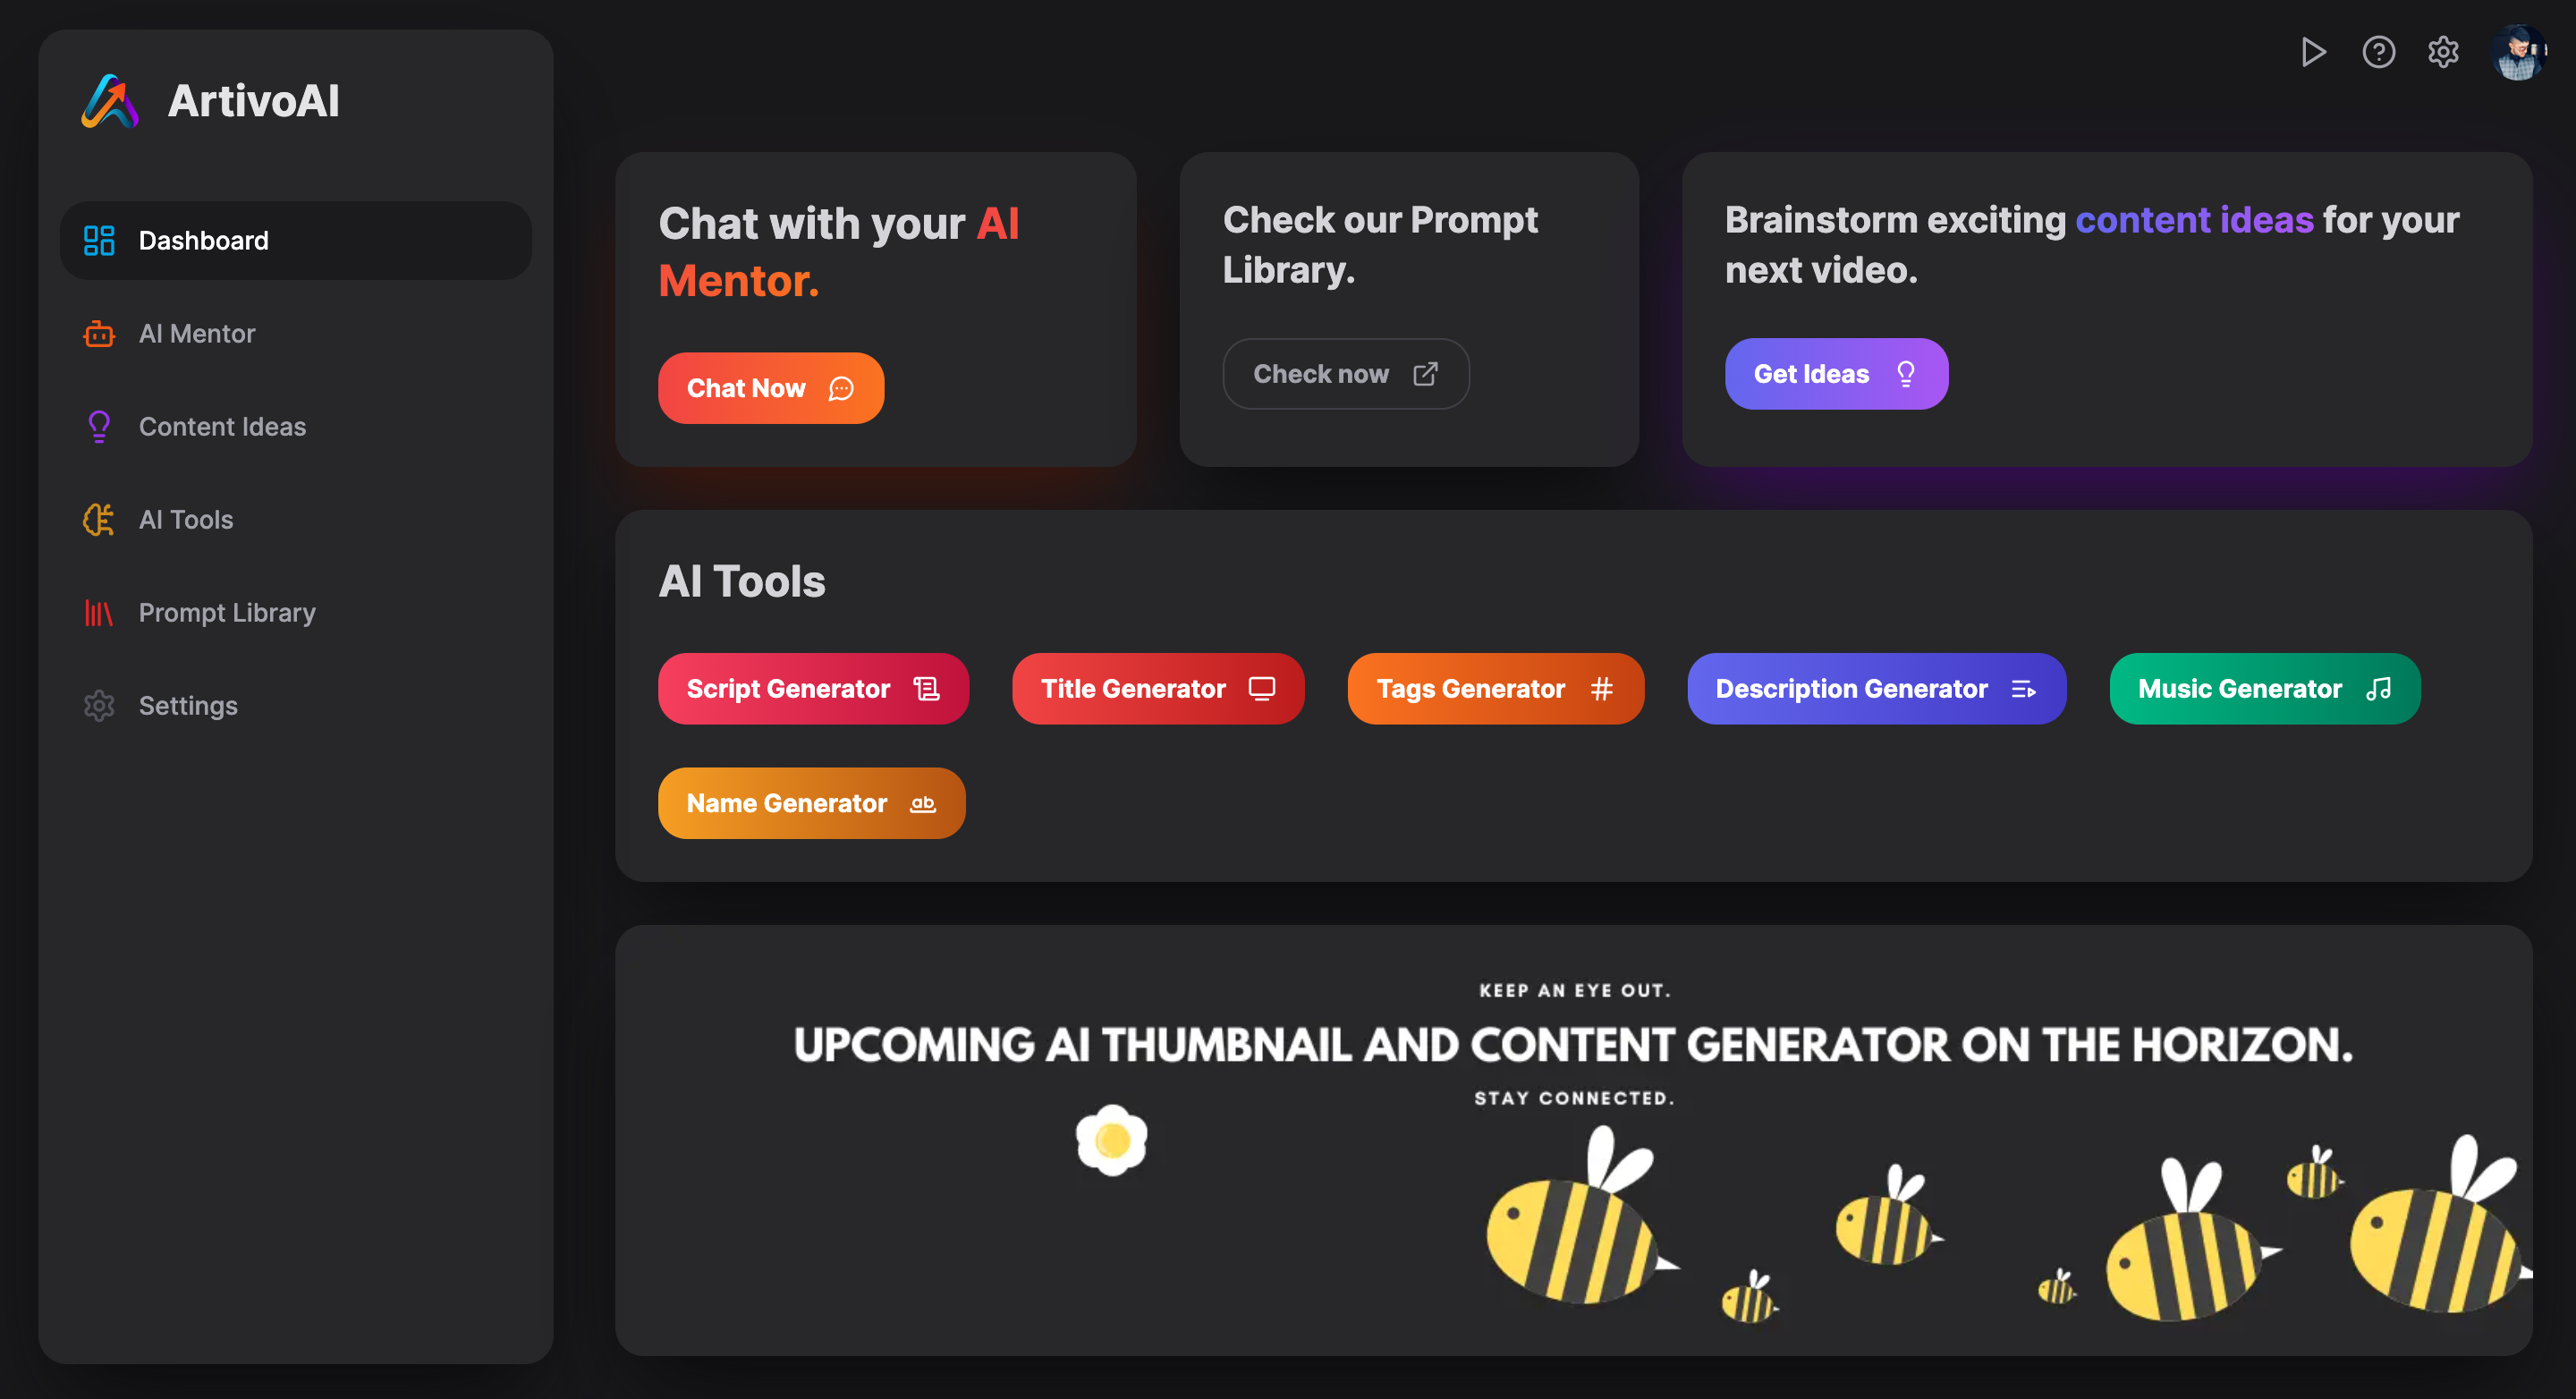 ArtivoAI
Dashboard
AI Mentor
Content Ideas
AI Tools
Prompt Library
Settings
Chat with your AI
Mentor.
Chat Now
Check our Prompt
Library.
Check now
Brainstorm exciting content ideas for your
next video.
Get Ideas
AI Tools
Script Generator
Title Generator
Tags Generator
Description Generator
Music Generator
Name Generator
ab
KEEP AN EYE OUT.
UPCOMING AI THUMBNAIL AND CONTENT GENERATOR ON THE HORIZON.
STAY CONNECTED.